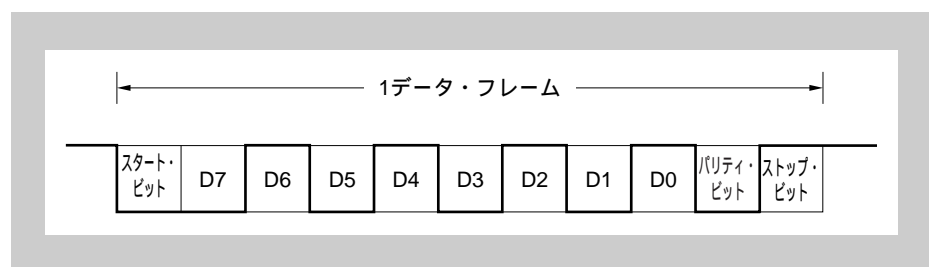 1データ・フレーム
スタート・
ビット
D7
D6
D5
D4
D3
D2
D1
D0
パリティ・
ビット
ストップ・
ビット